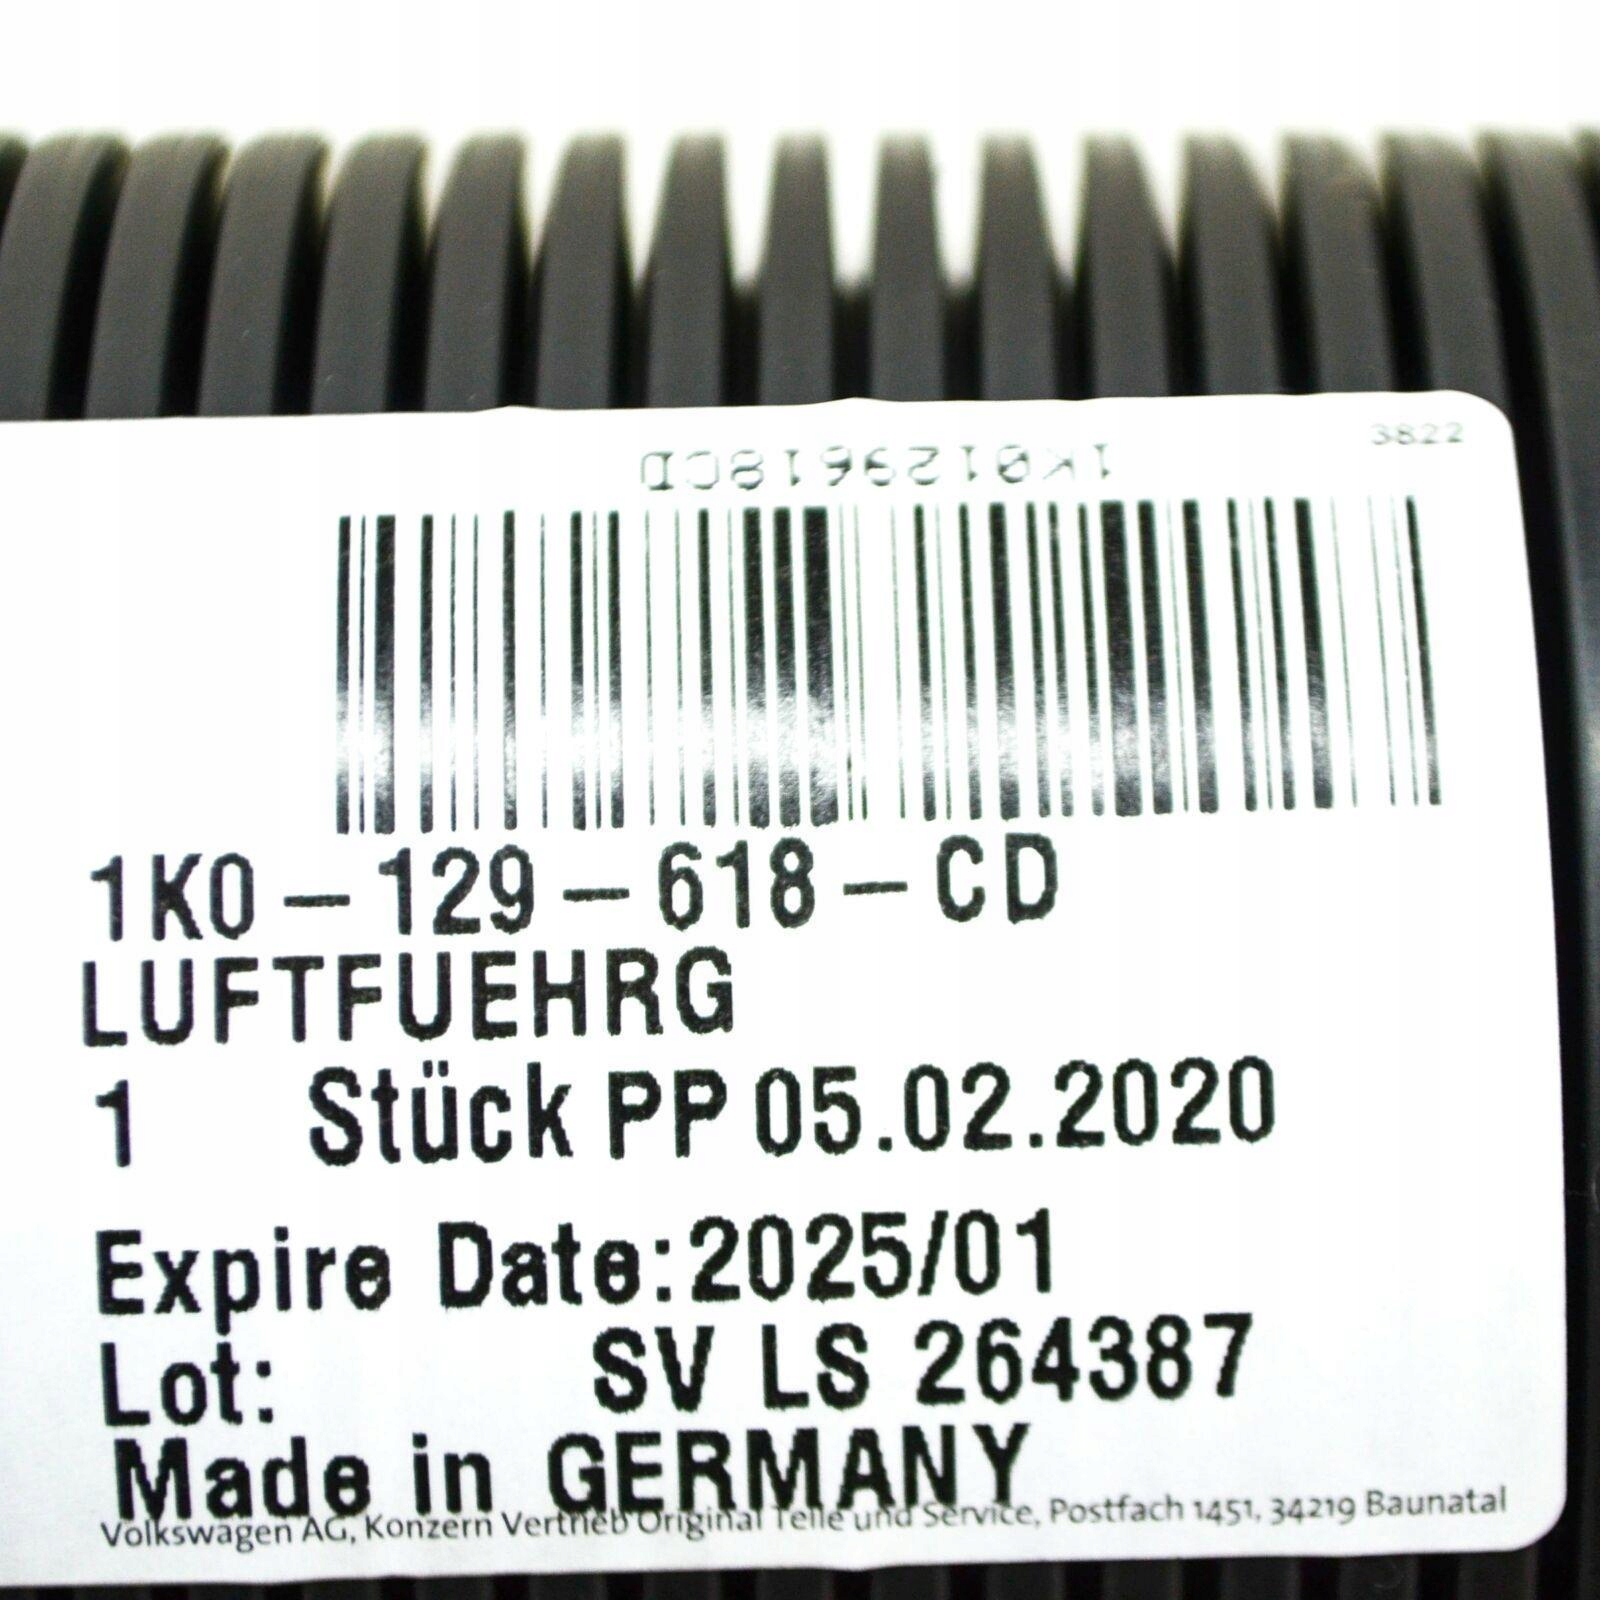 3822
1K0129618CD
1K0-129-618-CD
LUFTFUEHRG
1 Stück PP 05.02.2020
Expire Date:2025/01
Lot: SV LS 264387
Made in GERMANY
Volkswagen AG, Konzern Vertrieb Original Teile und Service, Postfach 1451, 34219 Baunatal